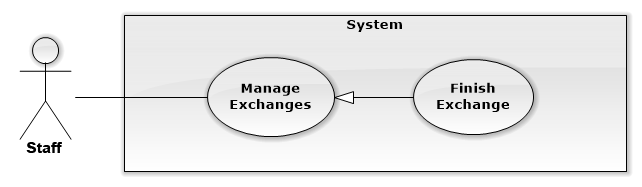 System
Manage
Exchanges
Finish
Exchange
Staff